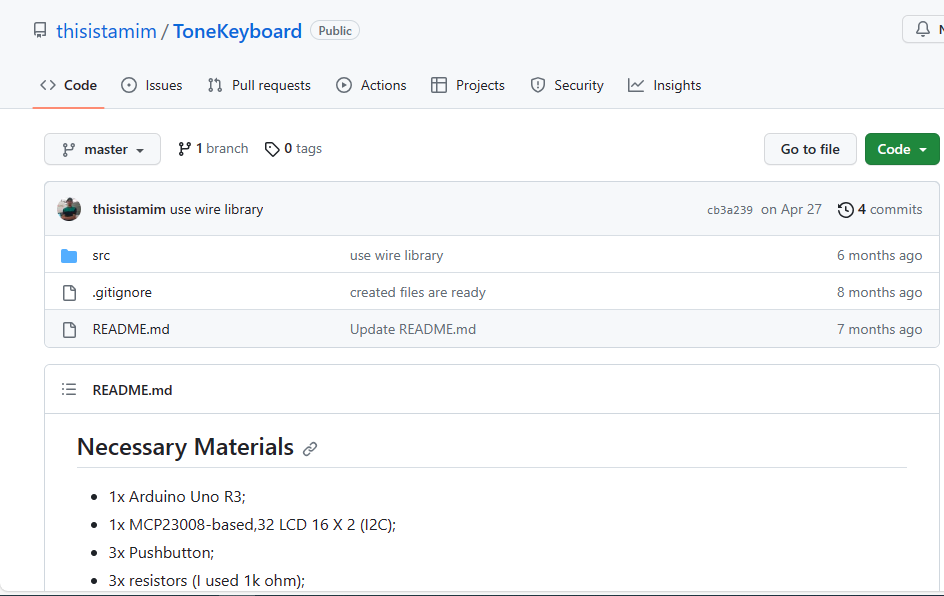 thisistamim / ToneKeyboard Public
Code Issues Pull requests Actions Projects Security Insights
master 1 branch 0 tags Go to file Code
thisistamim use wire library cb3a239 on Apr 27 4 commits
src use wire library 6 months ago
.gitignore created files are ready 8 months ago
README.md Update README.md 7 months ago
README.md
Necessary Materials
• 1x Arduino Uno R3;
• 1x MCP23008-based,32 LCD 16 X 2 (I2C);
• 3x Pushbutton;
• 3x resistors (I used 1k ohm);